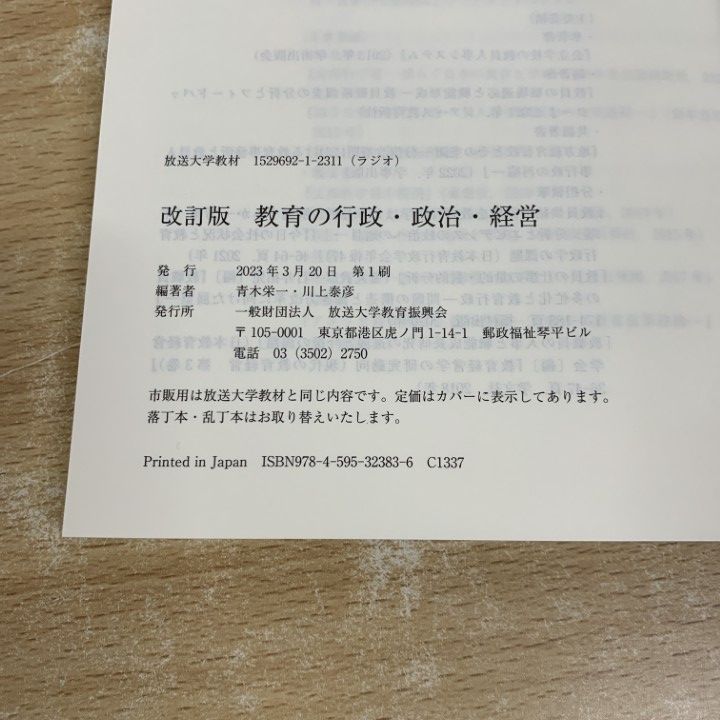 放送大学教材 1529692-1-2311（ラジオ）
改訂版 教育の行政・政治・経営
発行 2023年3月20日 第1刷
編著者 青木栄一・川上泰彦
発行所 一般財団法人 放送大学教育振興会
〒105-0001 東京都港区虎ノ門1-14-1 郵政福祉琴平ビル
電話 03 (3502) 2750
市販用は放送大学教材と同じ内容です。定価はカバーに表示してあります。
落丁本・乱丁本はお取り替えいたします。
Printed in Japan ISBN978-4-595-32383-6 C1337